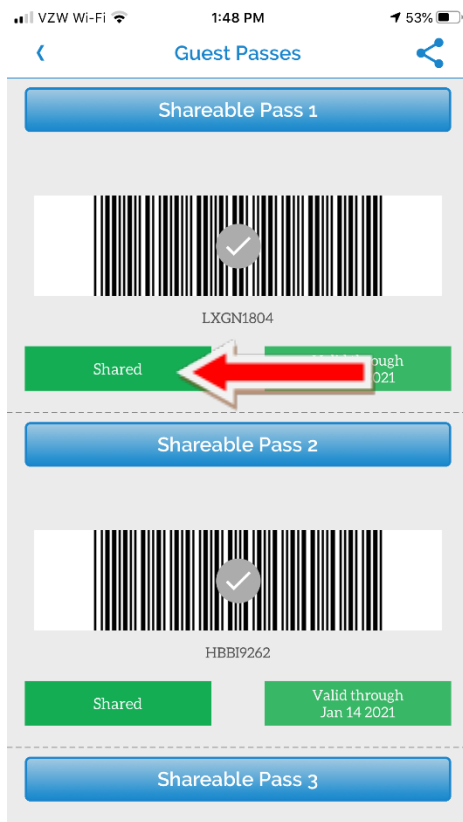 VZW Wi-Fi 1:48 PM 53%
Guest Passes
Shareable Pass 1
LXGN1804
Shared
2021
Shareable Pass 2
HBBI9262
Shared
Valid through
Jan 14 2021
Shareable Pass 3